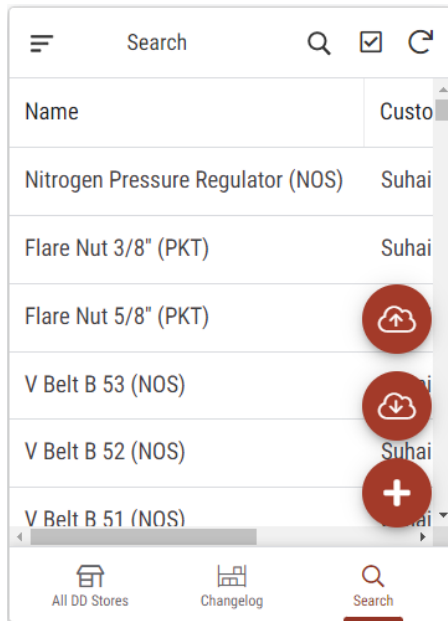 Search
Name Custo
Nitrogen Pressure Regulator (NOS) Suhai
Flare Nut 3/8" (PKT) Suhai
Flare Nut 5/8" (PKT)
V Belt B 53 (NOS)
V Belt B 52 (NOS) Suhai
V Belt B 51 (NOS)
All DD Stores Changelog Search